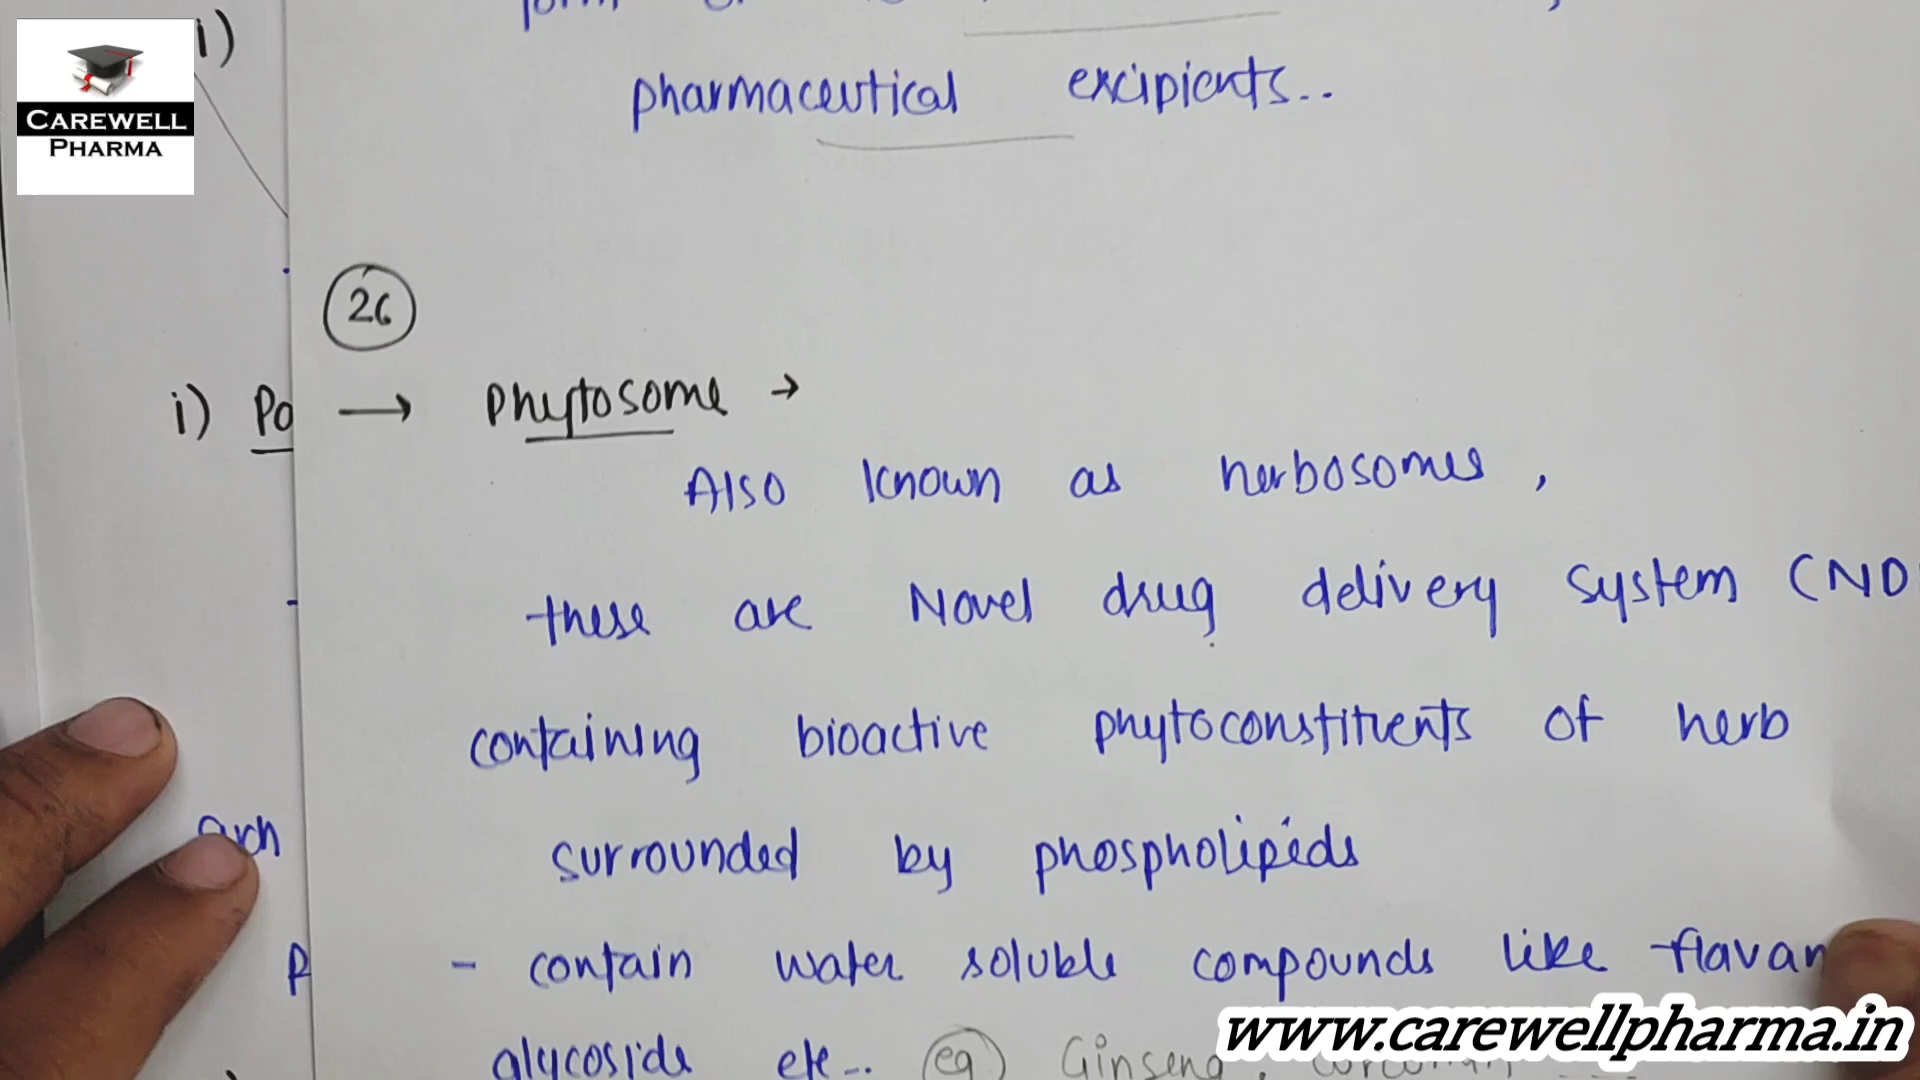 i)
CAREWELL
PHARMA
pharmaceutical excipients..
26
i) Po → Phytosome →
Also known as herbosomes,
these are Novel drug delivery system (ND
containing bioactive phytoconstituents of herb
surrounded by phospholipids
- contain water soluble compounds like flavan
glycoside etc... eg Ginseng,
www.carewellpharma.in